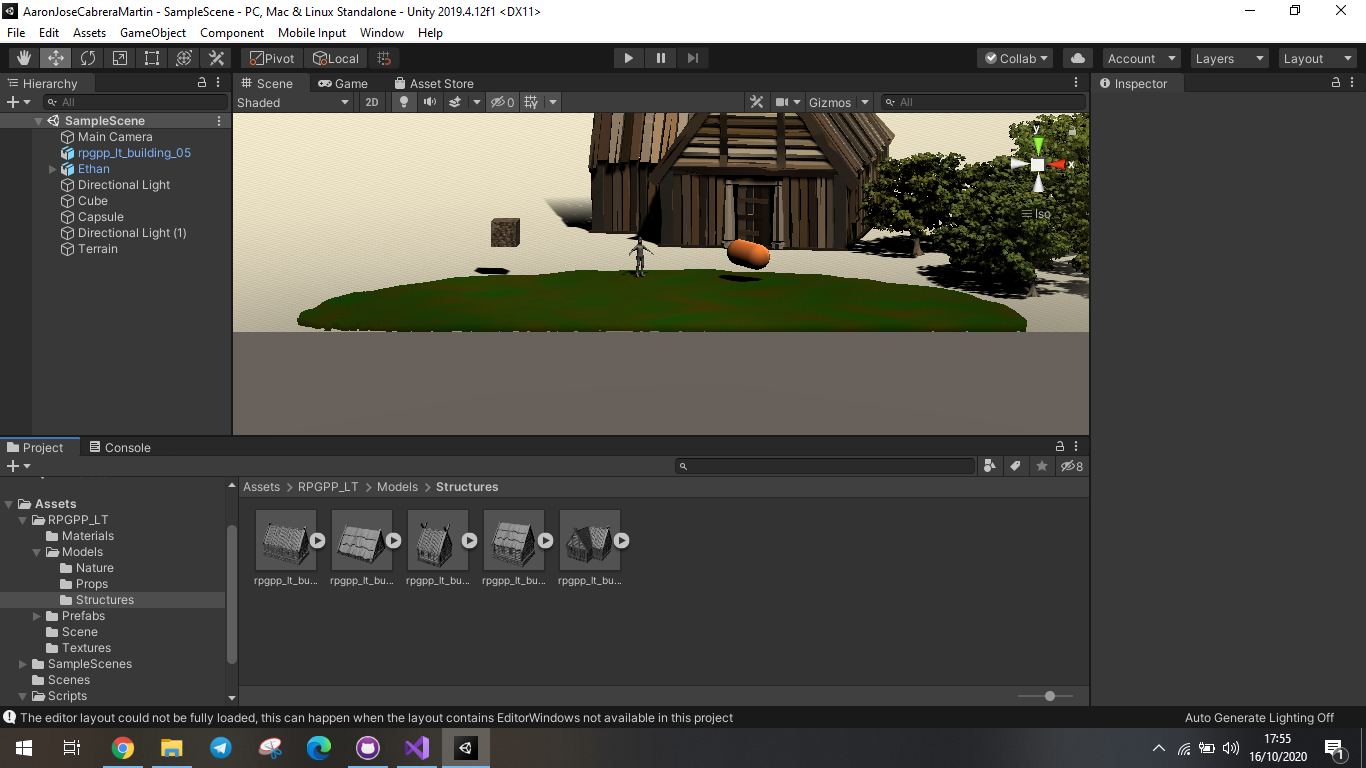 AaronJoseCabreraMartin - SampleScene - PC, Mac & Linux Standalone - Unity 2019.4.12f1 <DX11>
File Edit Assets GameObject Component Mobile Input Window Help
Pivot Local Collab Account Layers Layout
Hierarchy
All
SampleScene
Main Camera
rpgpp_lt_building_05
Ethan
Directional Light
Cube
Capsule
Directional Light (1)
Terrain
Scene Game Asset Store
Shaded 2D 0 Gizmos All
y
x
Iso
Inspector
Project Console
8
Assets
RPGPP_LT
Materials
Models
Nature
Props
Structures
Prefabs
Scene
Textures
SampleScenes
Scenes
Scripts
Assets > RPGPP_LT > Models > Structures
rpgpp_lt_bu... rpgpp_lt_bu... rpgpp_lt_bu... rpgpp_lt_bu... rpgpp_lt_bu...
The editor layout could not be fully loaded, this can happen when the layout contains EditorWindows not available in this project
Auto Generate Lighting Off
17:55
16/10/2020
1